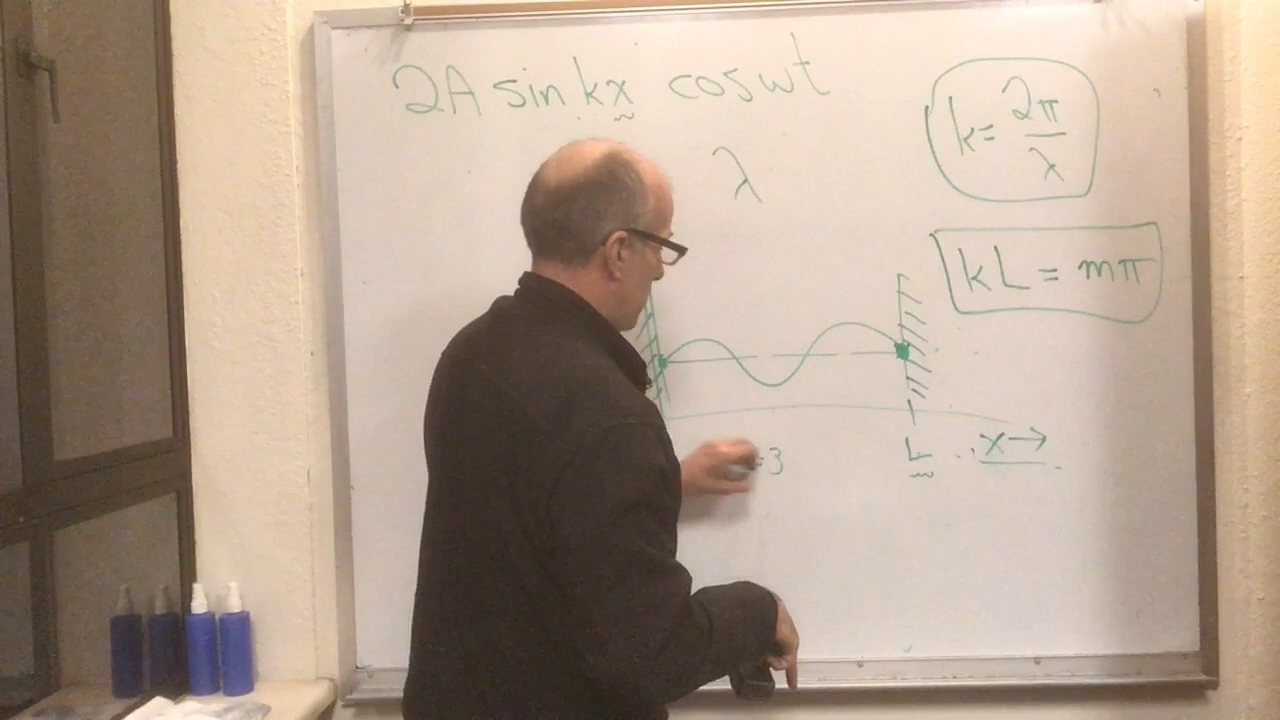 2A sin kx cos ωt
λ
k = 2π/λ
kL = mπ
= 3
L
x →